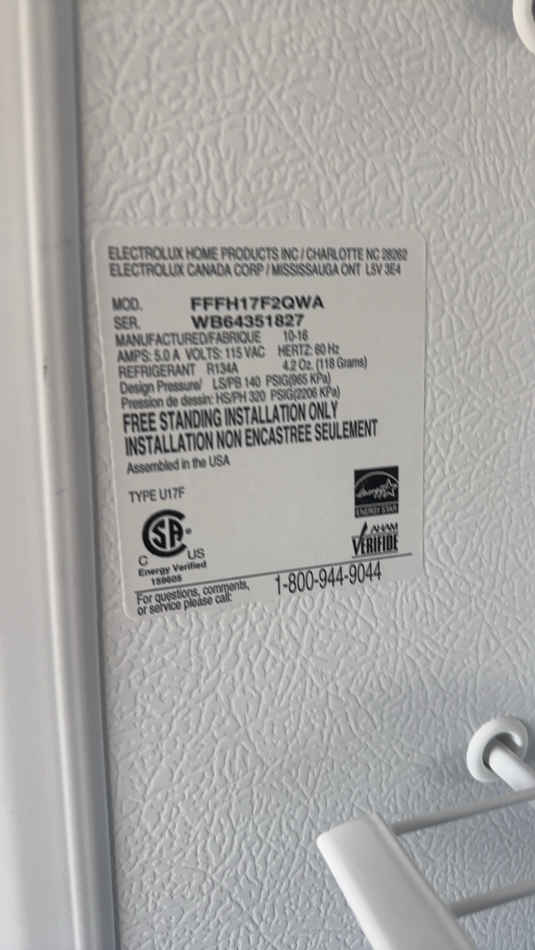 ELECTROLUX HOME PRODUCTS INC / CHARLOTTE NC 28262
ELECTROLUX CANADA CORP / MISSISSAUGA ONT L5V 3E4
MOD. FFFH17F2QWA
SER. WB64351827
MANUFACTURED/FABRIQUE 10-16
AMPS: 5.0 A VOLTS: 115 VAC HERTZ: 60 Hz
REFRIGERANT R134A 4.2 Oz. (118 Grams)
Design Pressure/ LS/PB 140 PSIG(965 KPa)
Pression de dessin: HS/PH 320 PSIG(2206 KPa)
FREE STANDING INSTALLATION ONLY
INSTALLATION NON ENCASTREE SEULEMENT
Assembled in the USA
TYPE U17F
energy
ENERGY STAR
SA
C US
AHAM
VERIFIDE
Energy Verified
159605
For questions, comments,
or service please call:
1-800-944-9044